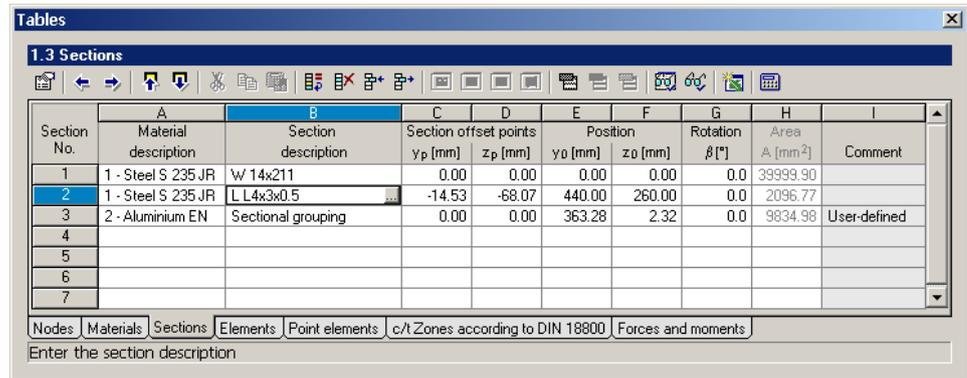 Tables
1.3 Sections
A B C D E F G H I
Section Material Section Section offset points Position Rotation Area
No. description description yp [mm] zp [mm] y0 [mm] z0 [mm] β [°] A [mm²] Comment
1 1 - Steel S 235 JR W 14x211 0.00 0.00 0.00 0.00 0.0 39999.90
2 1 - Steel S 235 JR L L4x3x0.5 ... -14.53 -68.07 440.00 260.00 0.0 2096.77
3 2 - Aluminium EN Sectional grouping 0.00 0.00 363.28 2.32 0.0 9834.98 User-defined
4
5
6
7
Nodes Materials Sections Elements Point elements c/t Zones according to DIN 18800 Forces and moments
Enter the section description